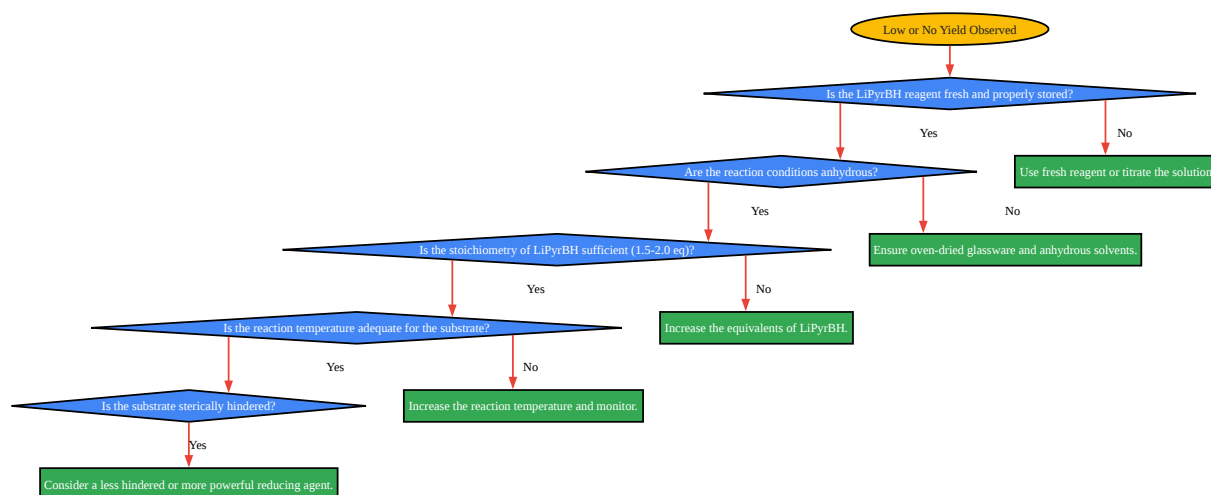 Low or No Yield Observed
Is the LiPyrBH reagent fresh and properly stored?
Yes
No
Are the reaction conditions anhydrous?
Use fresh reagent or titrate the solution
Yes
No
Is the stoichiometry of LiPyrBH sufficient (1.5-2.0 eq)?
Ensure oven-dried glassware and anhydrous solvents.
Yes
No
Is the reaction temperature adequate for the substrate?
Increase the equivalents of LiPyrBH.
Yes
No
Is the substrate sterically hindered?
Increase the reaction temperature and monitor.
Yes
Consider a less hindered or more powerful reducing agent.